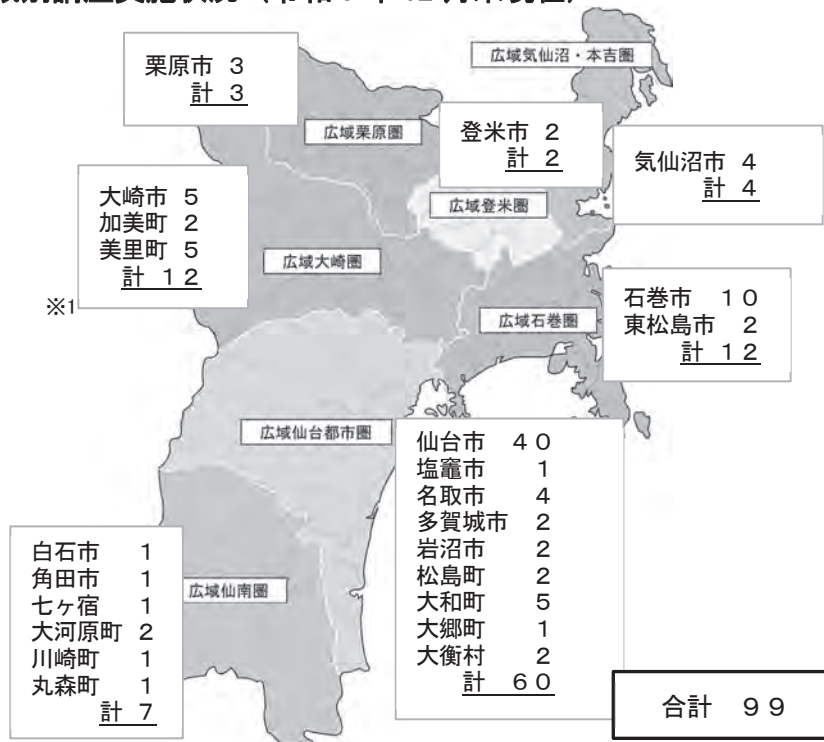 広域気仙沼・本吉圏
栗原市 3
計 3
広域栗原圏
登米市 2
計 2
気仙沼市 4
計 4
広域登米圏
大崎市 5
加美町 2
美里町 5
計 12
広域大崎圏
※1
石巻市 10
東松島市 2
計 12
広域石巻圏
広域仙台都市圏
仙台市 40
塩竈市 1
名取市 4
多賀城市 2
岩沼市 2
松島町 2
大和町 5
大郷町 1
大衡村 2
計 60
白石市 1
角田市 1
七ヶ宿 1
大河原町 2
川崎町 1
丸森町 1
計 7
広域仙南圏
合計 99